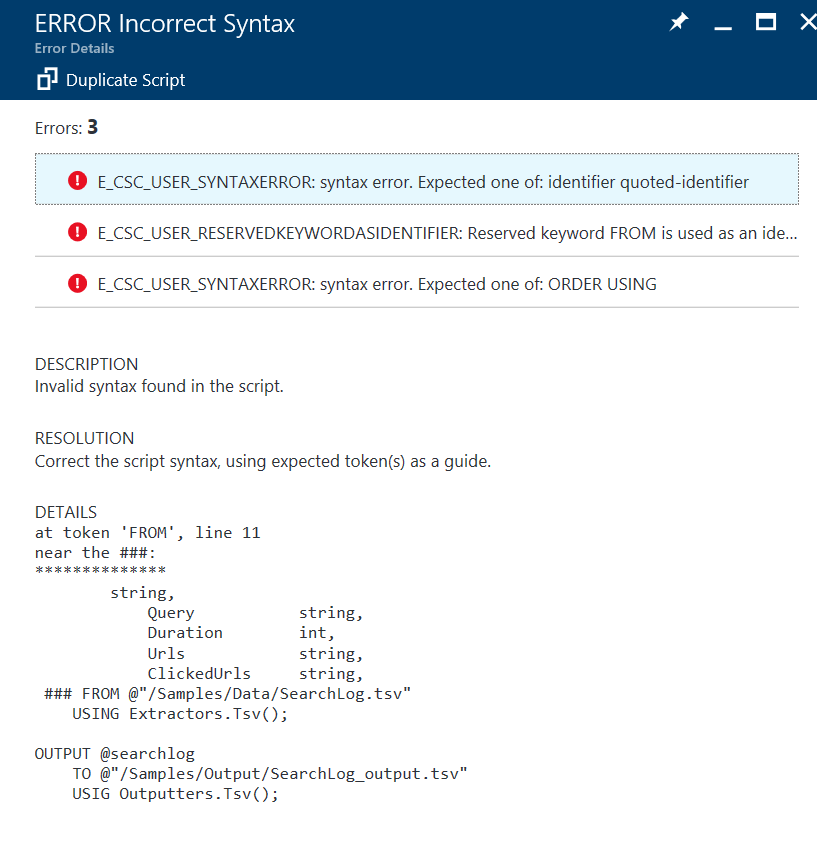 ERROR Incorrect Syntax
Error Details
Duplicate Script
Errors: 3
E_CSC_USER_SYNTAXERROR: syntax error. Expected one of: identifier quoted-identifier
E_CSC_USER_RESERVEDKEYWORDASIDENTIFIER: Reserved keyword FROM is used as an ide...
E_CSC_USER_SYNTAXERROR: syntax error. Expected one of: ORDER USING
DESCRIPTION
Invalid syntax found in the script.
RESOLUTION
Correct the script syntax, using expected token(s) as a guide.
DETAILS
at token 'FROM', line 11
near the ###:
**************
        string,
            Query           string,
            Duration        int,
            Urls            string,
            ClickedUrls     string,
 ### FROM @"/Samples/Data/SearchLog.tsv"
    USING Extractors.Tsv();
OUTPUT @searchlog
    TO @"/Samples/Output/SearchLog_output.tsv"
    USIG Outputters.Tsv();